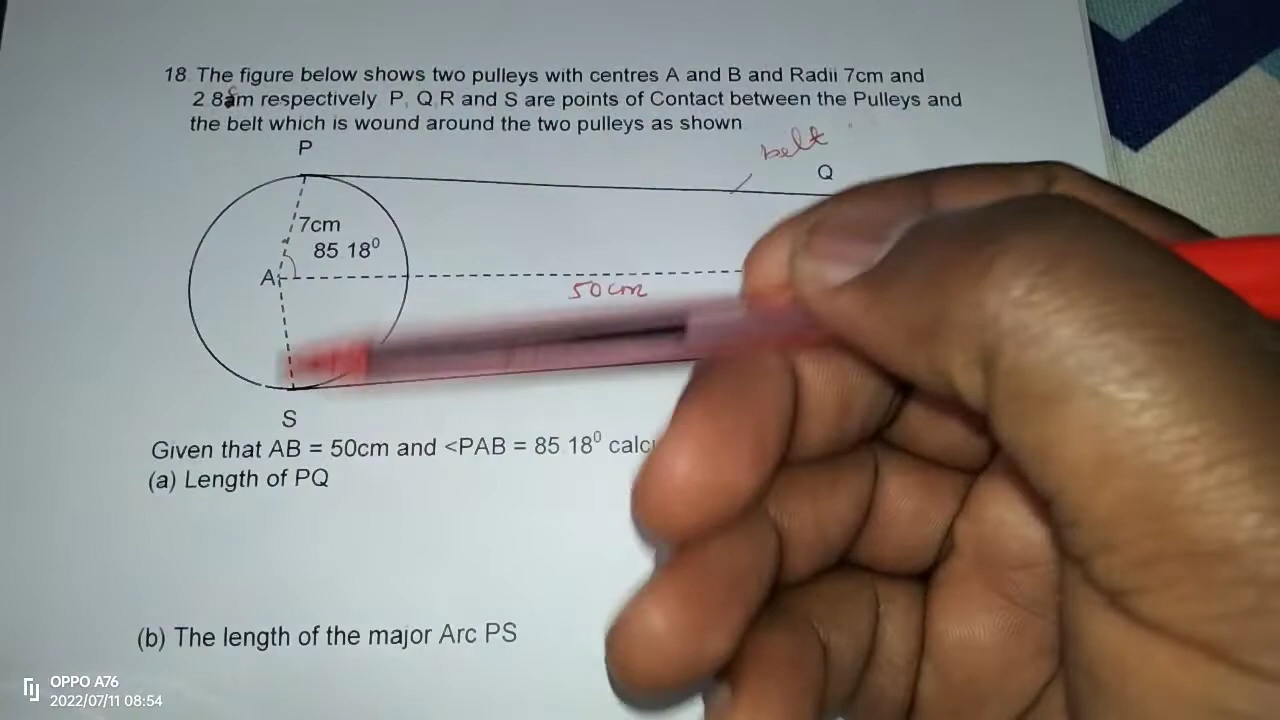 18 The figure below shows two pulleys with centres A and B and Radii 7cm and
2 8cm respectively P, Q R and S are points of Contact between the Pulleys and
the belt which is wound around the two pulleys as shown
belt
P
Q
7cm
85 18⁰
A
50cm
S
Given that AB = 50cm and <PAB = 85 18⁰
(a) Length of PQ
(b) The length of the major Arc PS
OPPO A76
2022/07/11 08:54